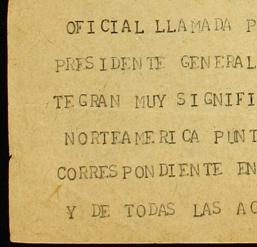 OFICIAL LLAMADA P
PRESIDENTE GENERAL
TEGRAN MUY SIGNIFI
NORTEAMERICA PUNT
CORRESPONDIENTE EN
Y DE TODAS LAS AC